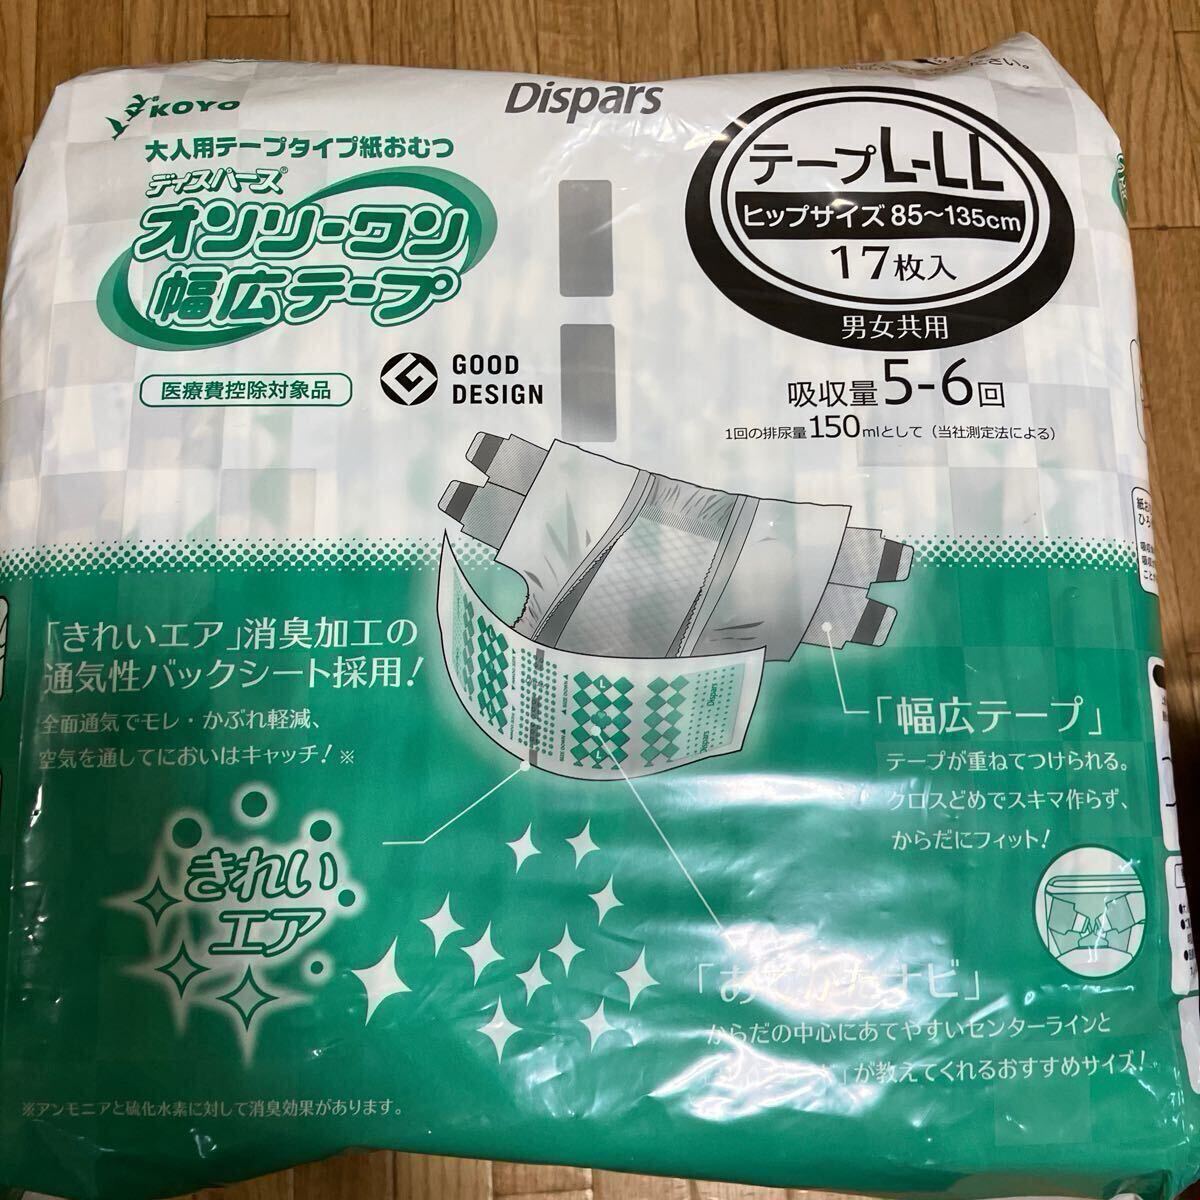 KOYO
Dispars
大人用テープタイプ紙おむつ
ディスパース
オンリーワン
幅広テープ
医療費控除対象品
GOOD
DESIGN
テープL-LL
ヒップサイズ 85～135cm
17枚入
男女共用
吸収量5-6回
1回の排尿量150mlとして（当社測定法による）
「きれいエア」消臭加工の
通気性バックシート採用！
全面通気でモレ・かぶれ軽減、
空気を通してにおいはキャッチ！※
きれい
エア
※アンモニアと硫化水素に対して消臭効果があります。
L
L
Dispars
Dispars
「幅広テープ」
テープが重ねてつけられる。
クロスどめでスキマ作らず、
からだにフィット！
「あてかたナビ」
からだの中心にあてやすいセンターラインと
」が教えてくれるおすすめサイズ！